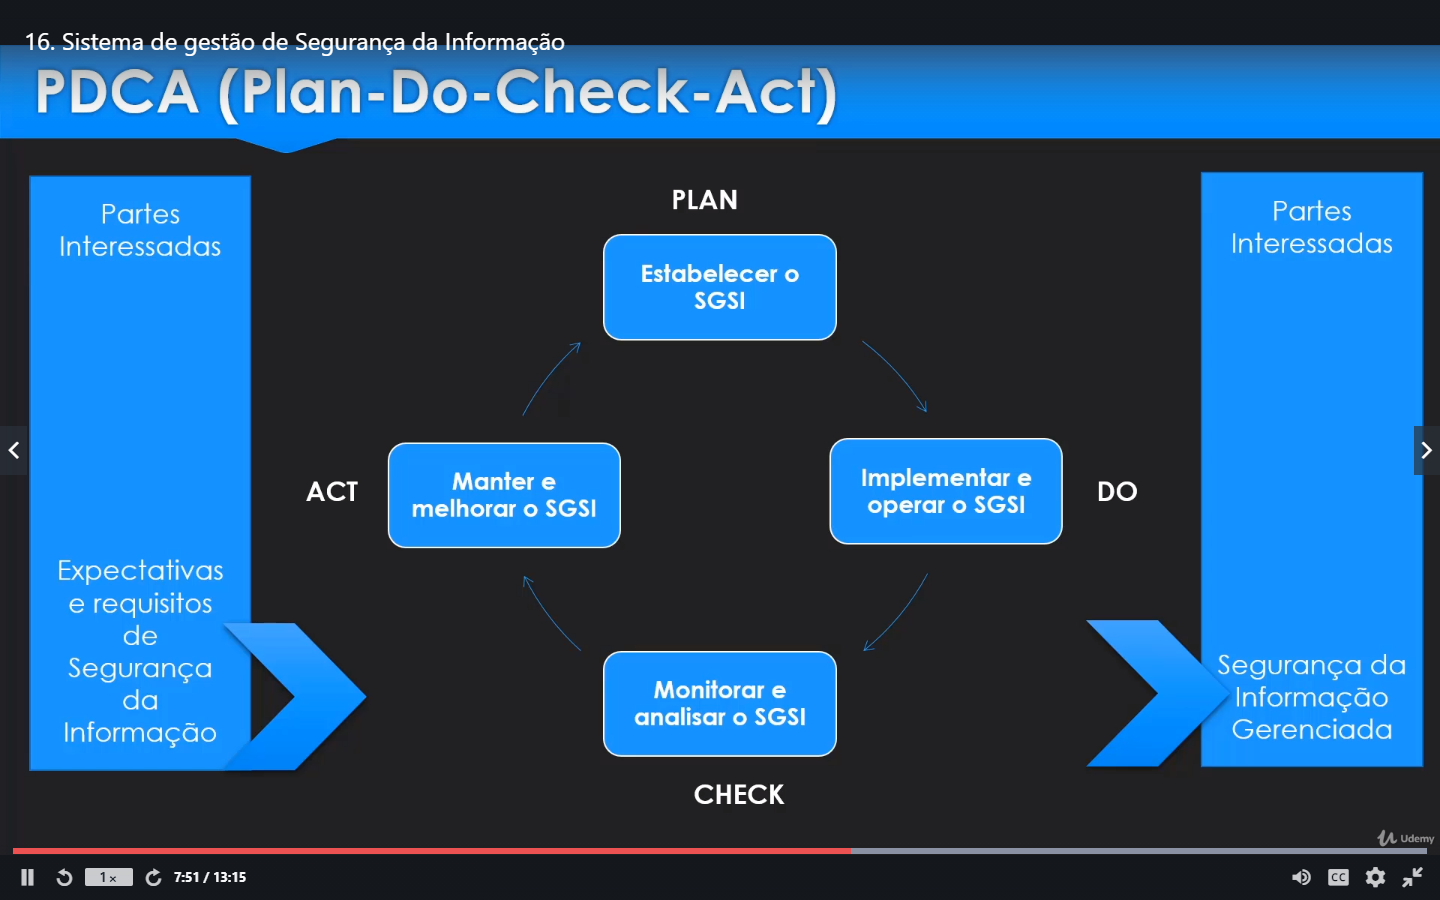 16. Sistema de gestão de Segurança da Informação
PDCA (Plan-Do-Check-Act)
Partes
Interessadas
Expectativas
e requisitos
de
Segurança
da
Informação
PLAN
Estabelecer o
SGSI
ACT
Manter e
melhorar o SGSI
Implementar e
operar o SGSI
DO
Monitorar e
analisar o SGSI
CHECK
Partes
Interessadas
Segurança da
Informação
Gerenciada
Udemy
1 x
7:51 / 13:15
CC